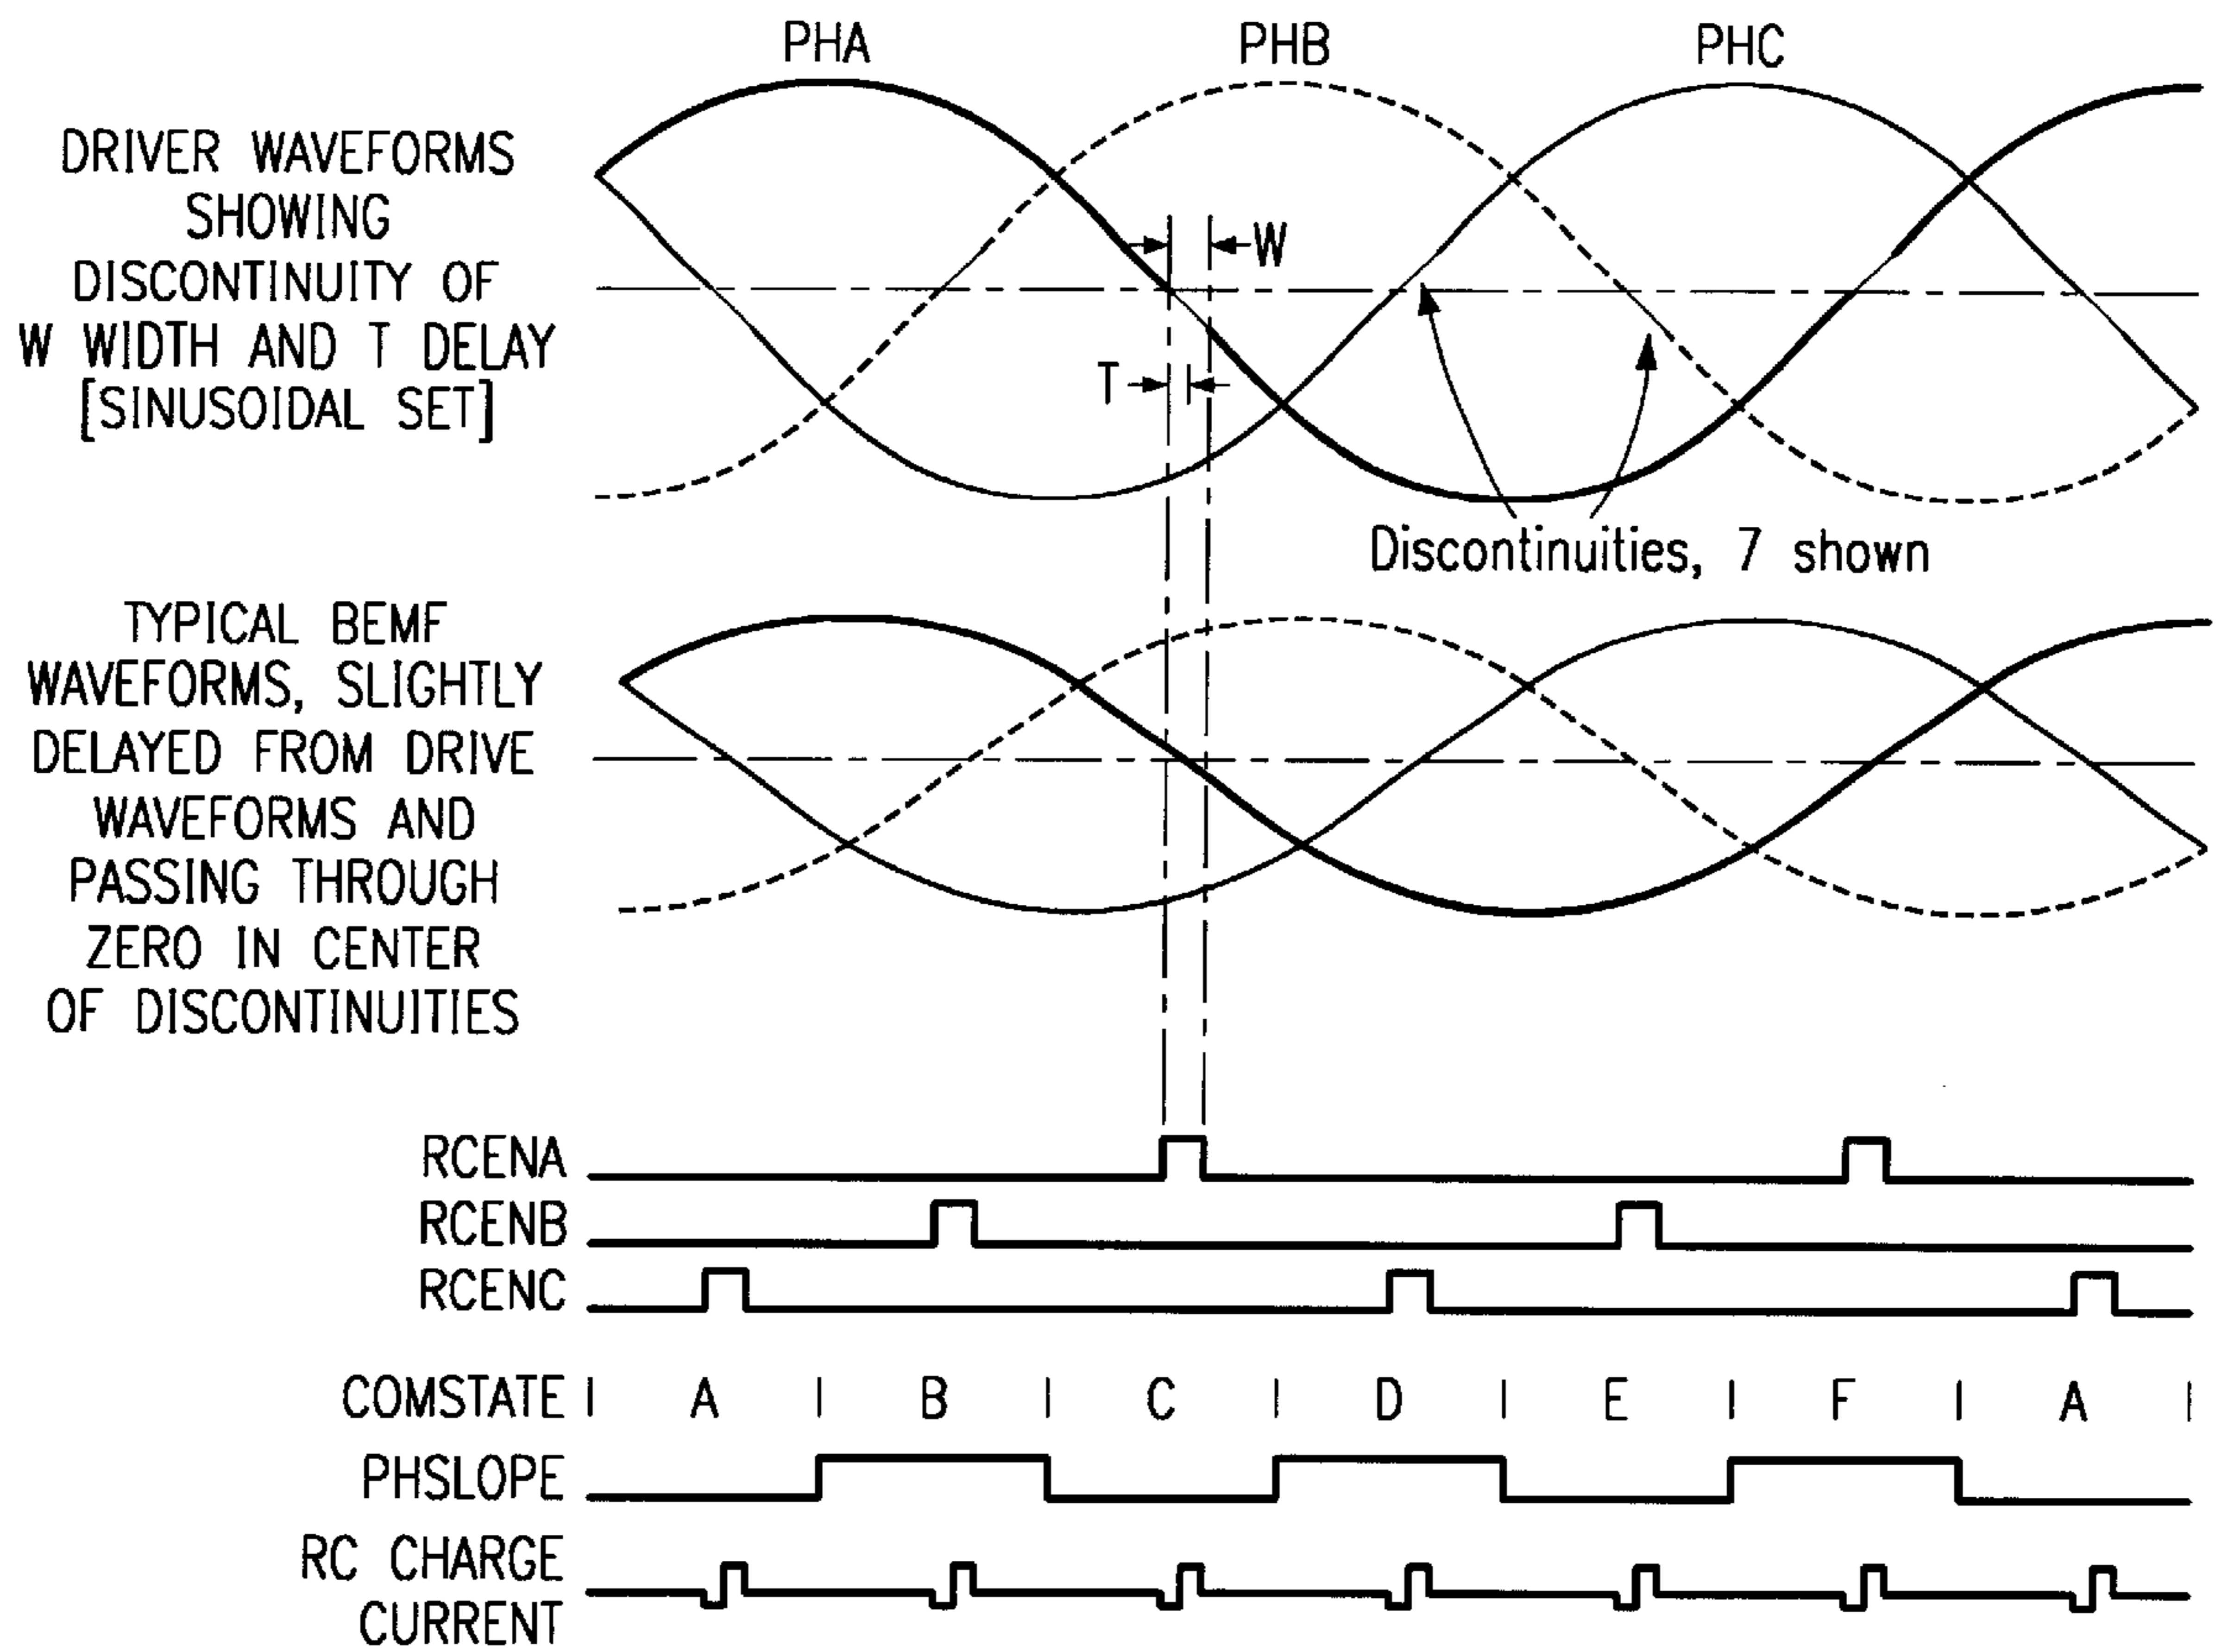 PHA PHB PHC
DRIVER WAVEFORMS
SHOWING
DISCONTINUITY OF
W WIDTH AND T DELAY
[SINUSOIDAL SET]
W
T
Discontinuities, 7 shown
TYPICAL BEMF
WAVEFORMS, SLIGHTLY
DELAYED FROM DRIVE
WAVEFORMS AND
PASSING THROUGH
ZERO IN CENTER
OF DISCONTINUITIES
RCENA
RCENB
RCENC
COMSTATE | A | B | C | D | E | F | A |
PHSLOPE
RC CHARGE
CURRENT